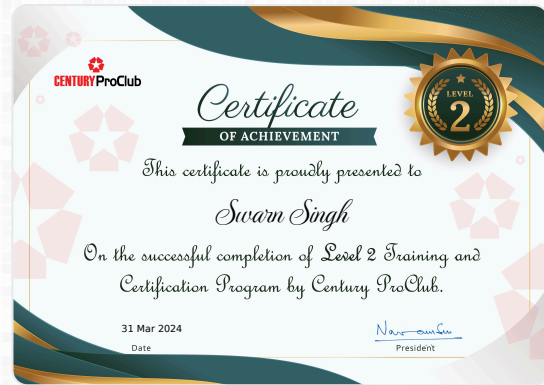 CENTURY ProClub
Certificate
OF ACHIEVEMENT
LEVEL
2
This certificate is proudly presented to
Swarn Singh
On the successful completion of Level 2 Training and
Certification Program by Century ProClub.
31 Mar 2024
Date
President